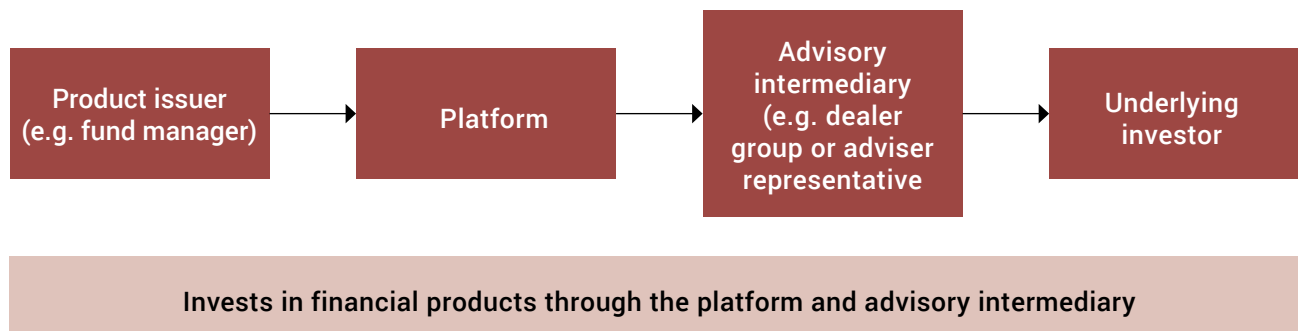 Product issuer
(e.g. fund manager)
Platform
Advisory
intermediary
(e.g. dealer
group or adviser
representative
Underlying
investor
Invests in financial products through the platform and advisory intermediary